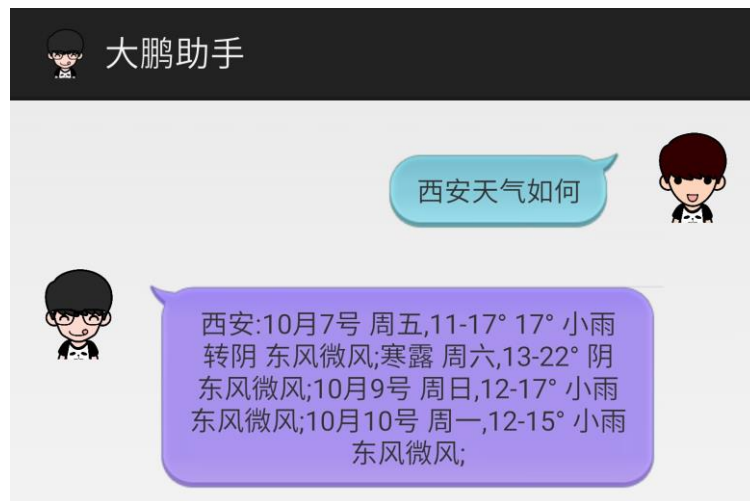 大鹏助手
西安天气如何
西安:10月7号 周五,11-17° 17° 小雨
转阴 东风微风;寒露 周六,13-22° 阴
东风微风;10月9号 周日,12-17° 小雨
东风微风;10月10号 周一,12-15° 小雨
东风微风;